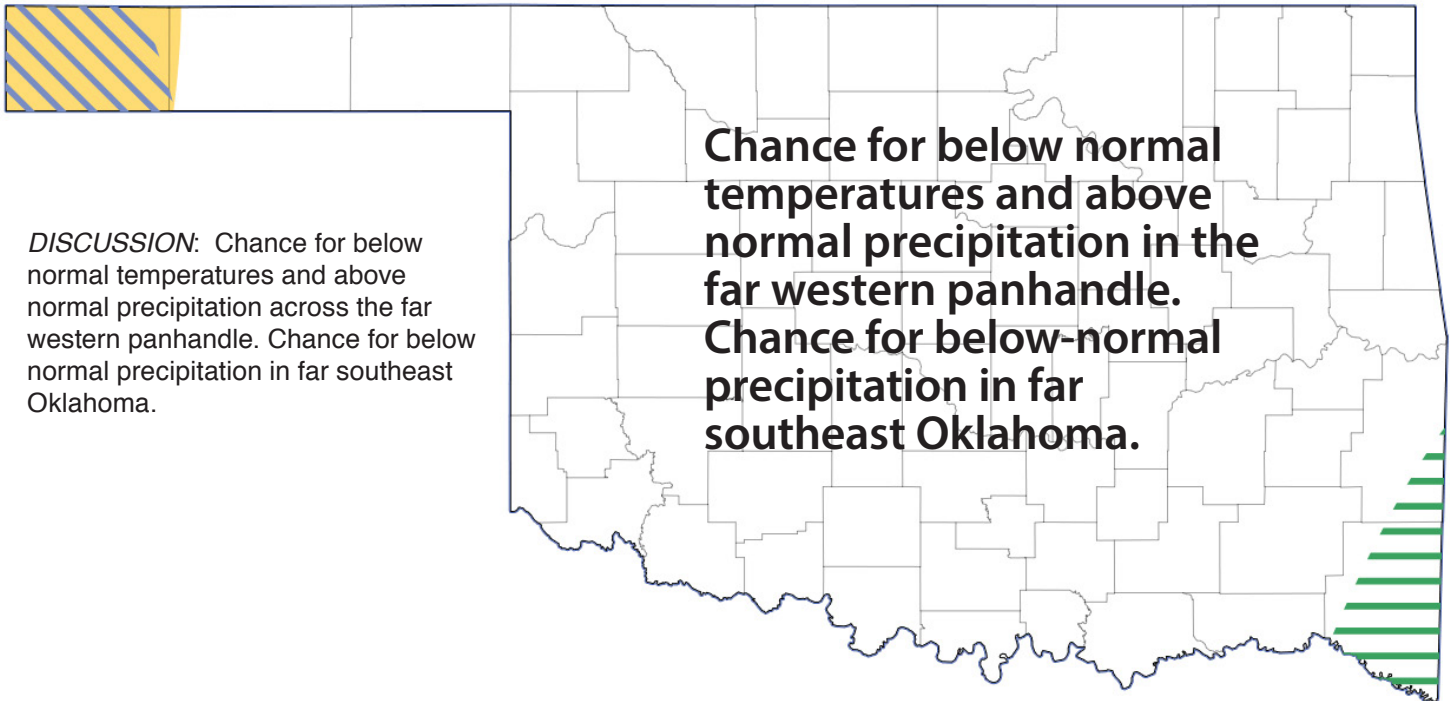 Chance for below normal
temperatures and above
normal precipitation in the
far western panhandle.
Chance for below-normal
precipitation in far
southeast Oklahoma.
DISCUSSION:  Chance for below
normal temperatures and above
normal precipitation across the far
western panhandle. Chance for below
normal precipitation in far southeast
Oklahoma.